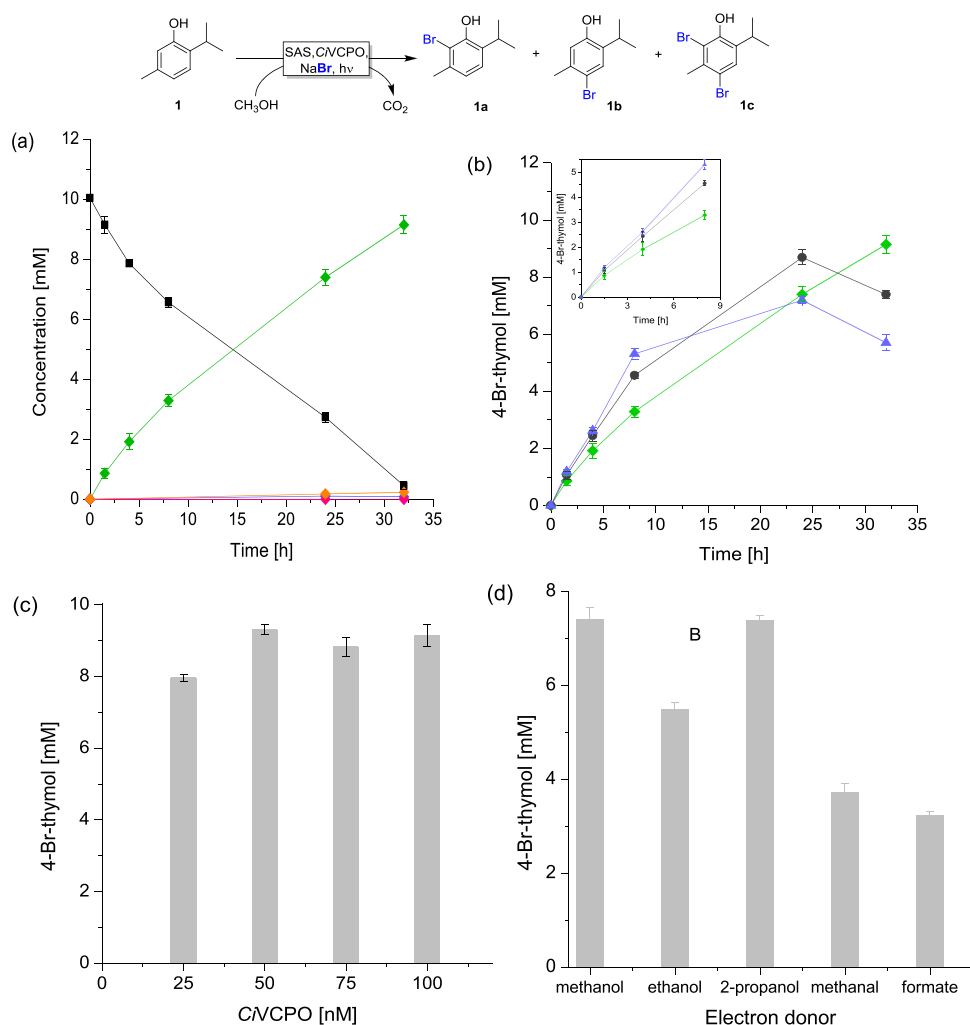 OH
1
SAS,CiVCPO,
NaBr, hν
CH₃OH
CO₂
OH
Br
1a
+
OH
Br
1b
+
OH
Br
Br
1c
(a)
12
10
8
6
4
2
0
Concentration [mM]
0 5 10 15 20 25 30 35
Time [h]
(b)
12
10
8
6
4
2
0
4-Br-thymol [mM]
0 5 10 15 20 25 30 35
Time [h]
5
4
3
2
1
0
4-Br-thymol [mM]
0 3 6 9
Time [h]
(c)
10
8
6
4
2
0
4-Br-thymol [mM]
0 25 50 75 100
CiVCPO [nM]
(d)
8
6
4
2
0
4-Br-thymol [mM]
B
methanol ethanol 2-propanol methanal formate
Electron donor